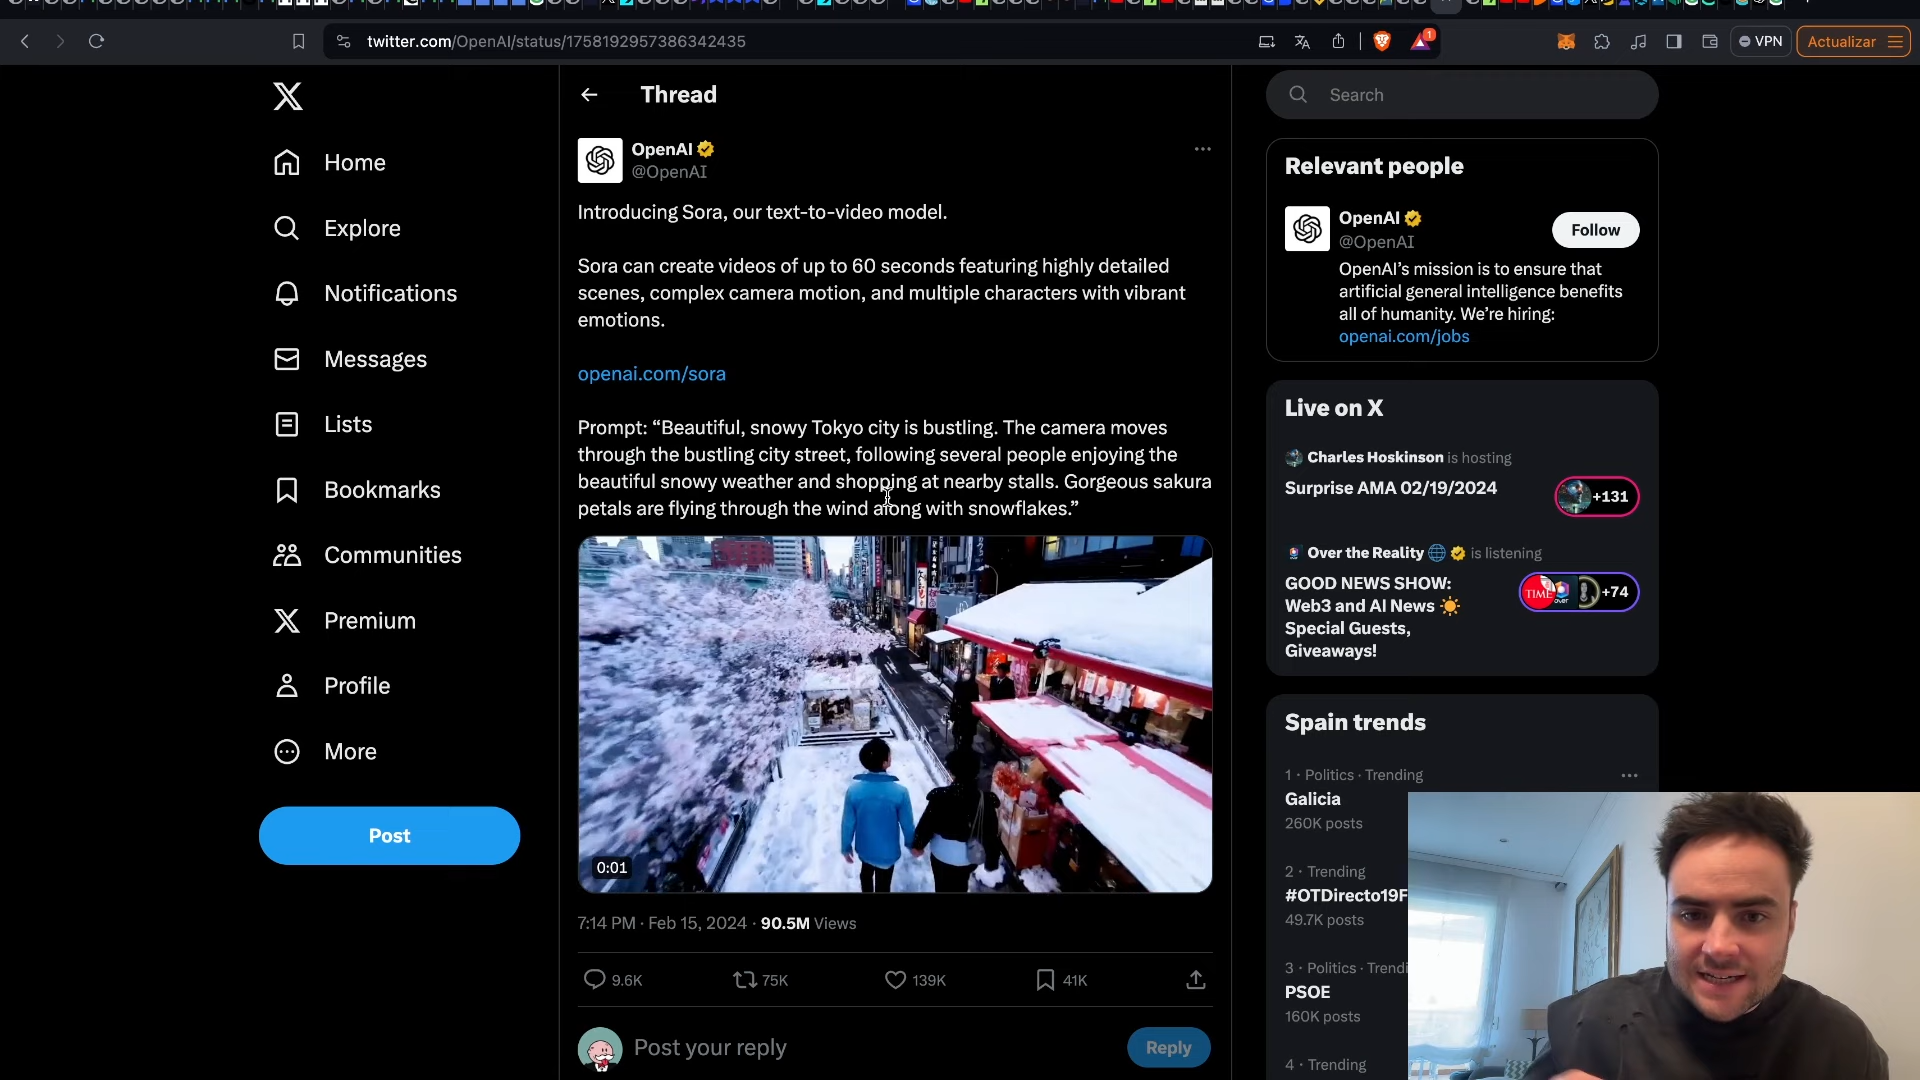 twitter.com/OpenAI/status/1758192957386342435
1
VPN
Actualizar
Home
Explore
Notifications
Messages
Lists
Bookmarks
Communities
Premium
Profile
More
Post
Thread
OpenAI
@OpenAI
Introducing Sora, our text-to-video model.
Sora can create videos of up to 60 seconds featuring highly detailed
scenes, complex camera motion, and multiple characters with vibrant
emotions.
openai.com/sora
Prompt: “Beautiful, snowy Tokyo city is bustling. The camera moves
through the bustling city street, following several people enjoying the
beautiful snowy weather and shopping at nearby stalls. Gorgeous sakura
petals are flying through the wind along with snowflakes.”
0:01
7:14 PM · Feb 15, 2024 · 90.5M Views
9.6K
75K
139K
41K
Post your reply
Reply
Search
Relevant people
OpenAI
@OpenAI
Follow
OpenAI’s mission is to ensure that
artificial general intelligence benefits
all of humanity. We’re hiring:
openai.com/jobs
Live on X
Charles Hoskinson is hosting
Surprise AMA 02/19/2024
+131
Over the Reality is listening
GOOD NEWS SHOW:
Web3 and AI News
Special Guests,
Giveaways!
TIME
+74
Spain trends
1 · Politics · Trending
Galicia
260K posts
2 · Trending
#OTDirecto19F
49.7K posts
3 · Politics · Trendi
PSOE
160K posts
4 · Trending